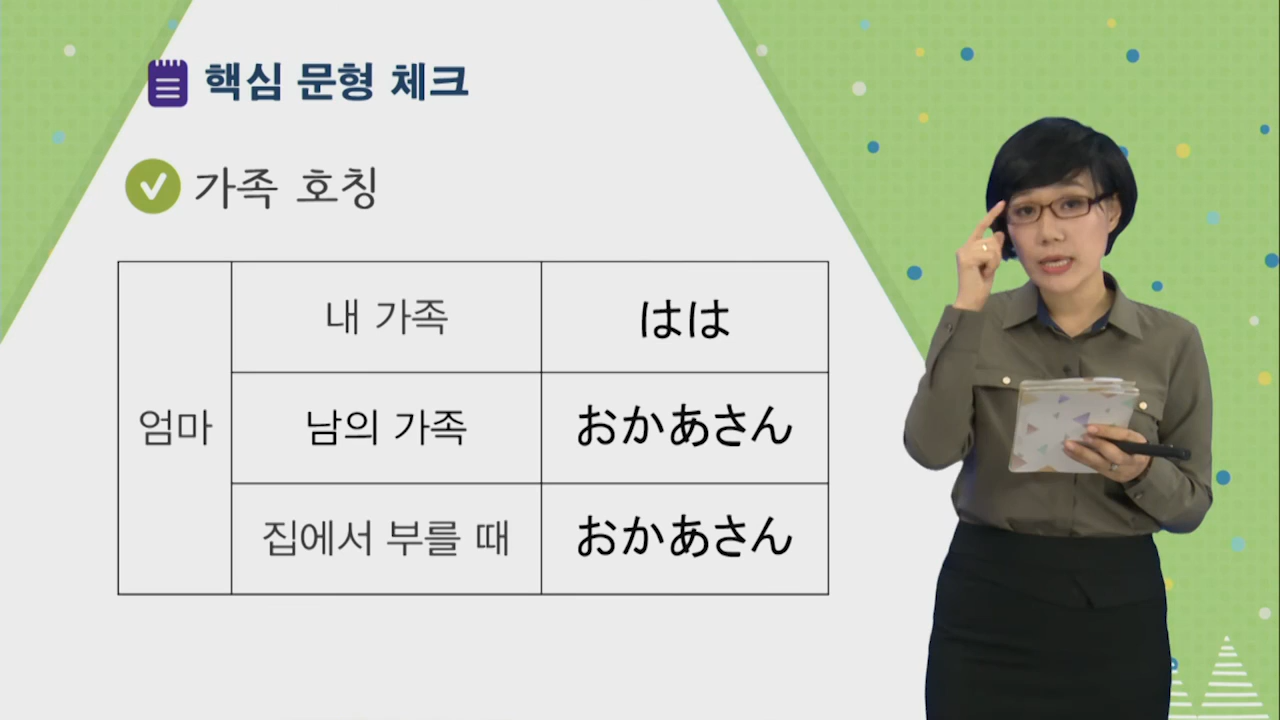 핵심 문형 체크
가족 호칭
엄마
내 가족 はは
남의 가족 おかあさん
집에서 부를 때 おかあさん